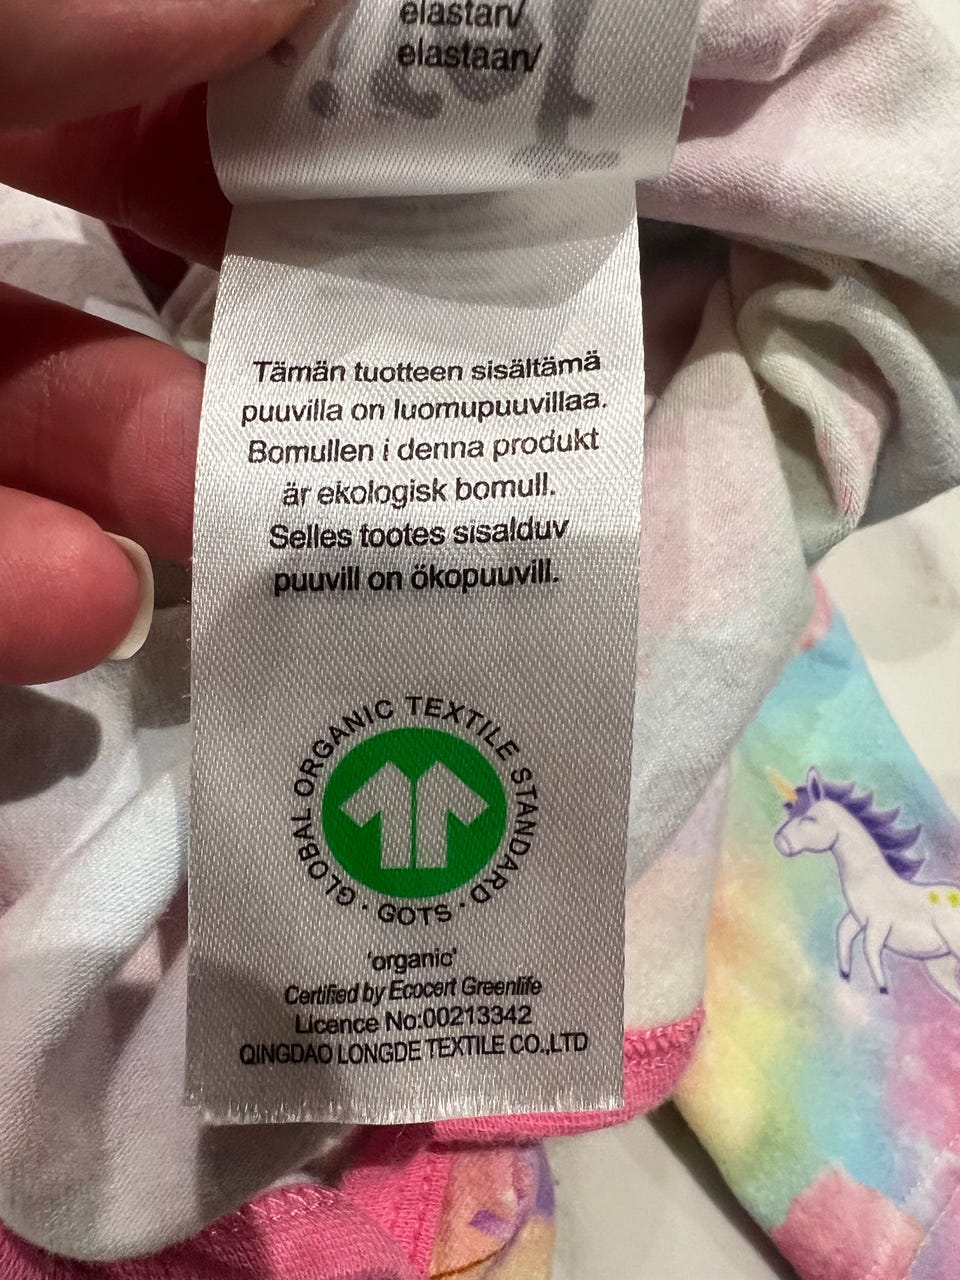 elastan/
elastaan/
Tämän tuotteen sisältämä
puuvilla on luomupuuvillaa.
Bomullen i denna produkt
är ekologisk bomull.
Selles tootes sisalduv
puuvill on ökopuuvill.
GLOBAL ORGANIC TEXTILE STANDARD · GOTS ·
'organic'
Certified by Ecocert Greenlife
Licence No:00213342
QINGDAO LONGDE TEXTILE CO.,LTD